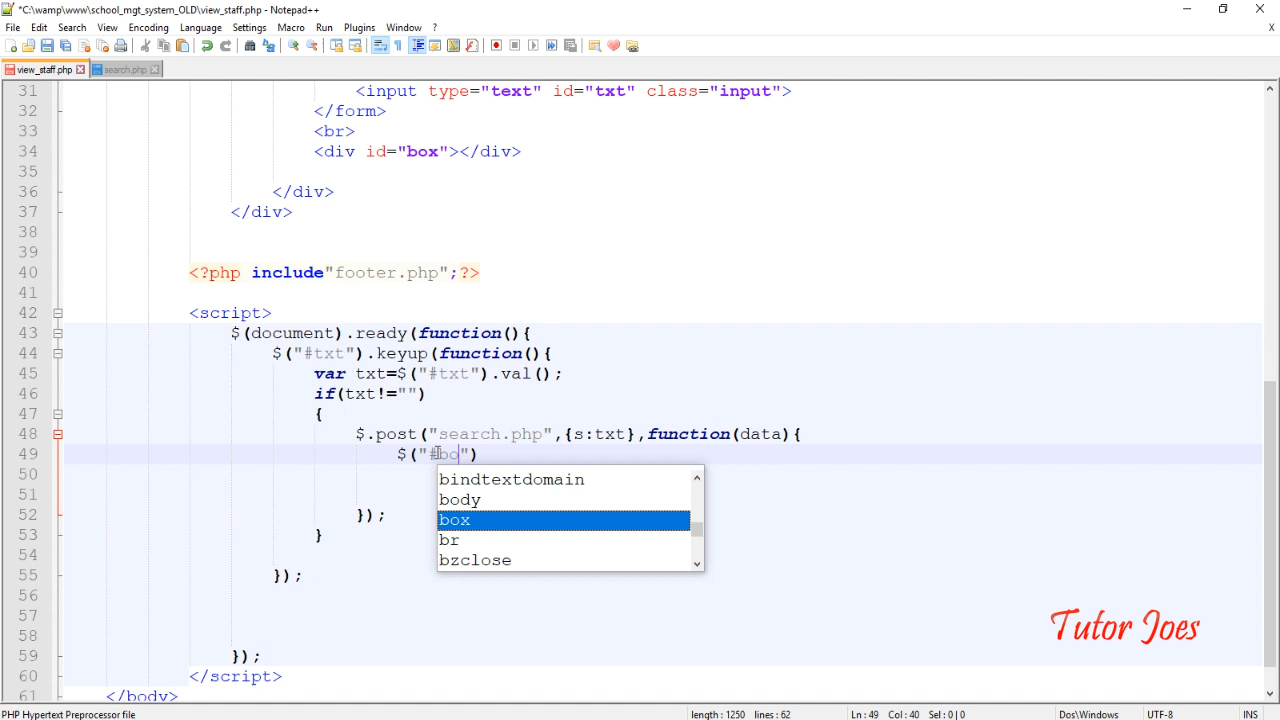 *C:\wamp\www\school_mgt_system_OLD\view_staff.php - Notepad++
File Edit Search View Encoding Language Settings Macro Run Plugins Window ?
X
view_staff.php search.php
31 <input type="text" id="txt" class="input">
32 </form>
33 <br>
34 <div id="box"></div>
35
36 </div>
37 </div>
38
39
40 <?php include"footer.php";?>
41
42 <script>
43 $(document).ready(function(){
44 $("#txt").keyup(function(){
45 var txt=$("#txt").val();
46 if(txt!="")
47 {
48 $.post("search.php",{s:txt},function(data){
49 $("#bo")
50 bindtextdomain
body
51 box
52 });
br
53 }
bzclose
54
55 });
56
57
58
59 });
60 </script>
61 </body>
Tutor Joes
PHP Hypertext Preprocessor file length : 1250 lines : 62 Ln : 49 Col : 40 Sel : 0 | 0 Dos\Windows UTF-8 INS